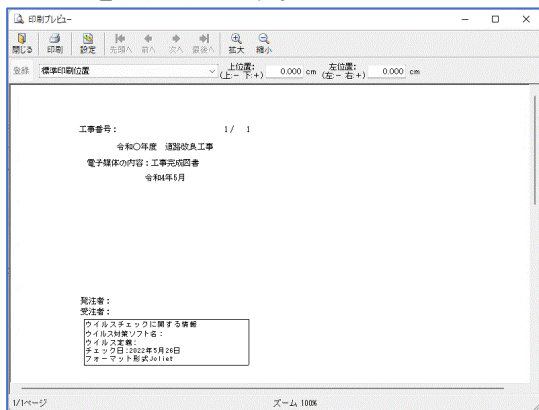 印刷プレビュー
閉じる 印刷 設定 先頭へ 前へ 次へ 最後へ 拡大 縮小
登録 標準印刷位置 上位置: (上:− 下:+) 0.000 cm 左位置: (左:− 右:+) 0.000 cm
工事番号: 1/ 1
令和〇年度 道路改良工事
電子媒体の内容:工事完成図書
令和4年5月
発注者:
受注者:
ウイルスチェックに関する情報
ウイルス対策ソフト名:
ウイルス定義:
チェック日:2022年5月26日
フォーマット形式Joliet
1/1ページ ズーム 100%